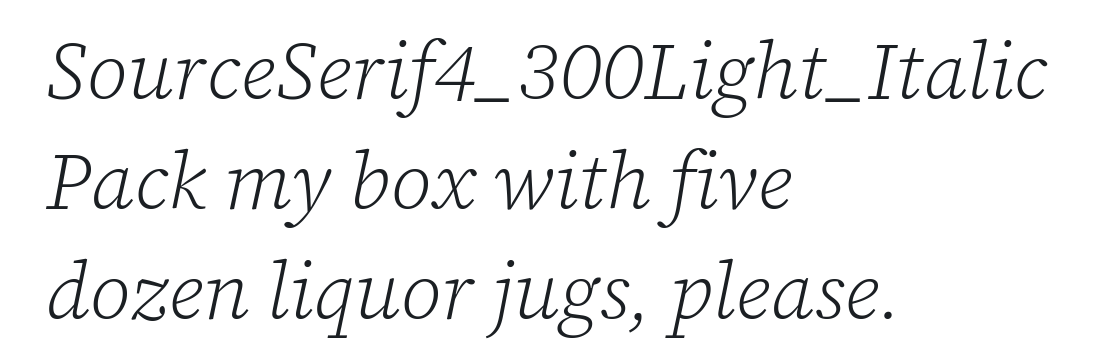 SourceSerif4_300Light_Italic
Pack my box with five
dozen liquor jugs, please.